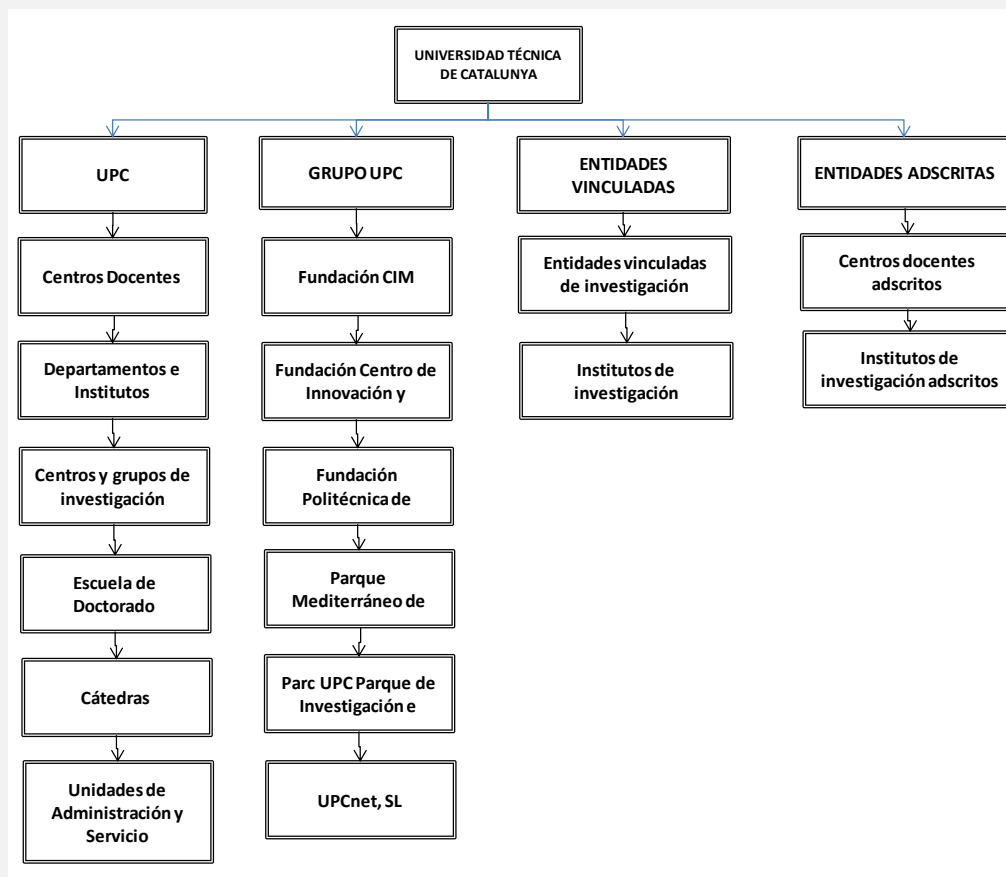 UNIVERSIDAD TÉCNICA
DE CATALUNYA
UPC
Centros Docentes
Departamentos e
Institutos
Centros y grupos de
investigación
Escuela de
Doctorado
Cátedras
Unidades de
Administración y
Servicio
GRUPO UPC
Fundación CIM
Fundación Centro de
Innovación y
Fundación
Politécnica de
Parque
Mediterráneo de
Parc UPC Parque de
Investigación e
UPCnet, SL
ENTIDADES
VINCULADAS
Entidades vinculadas
de investigación
Institutos de
investigación
ENTIDADES ADSCRITAS
Centros docentes
adscritos
Institutos de
investigación adscritos